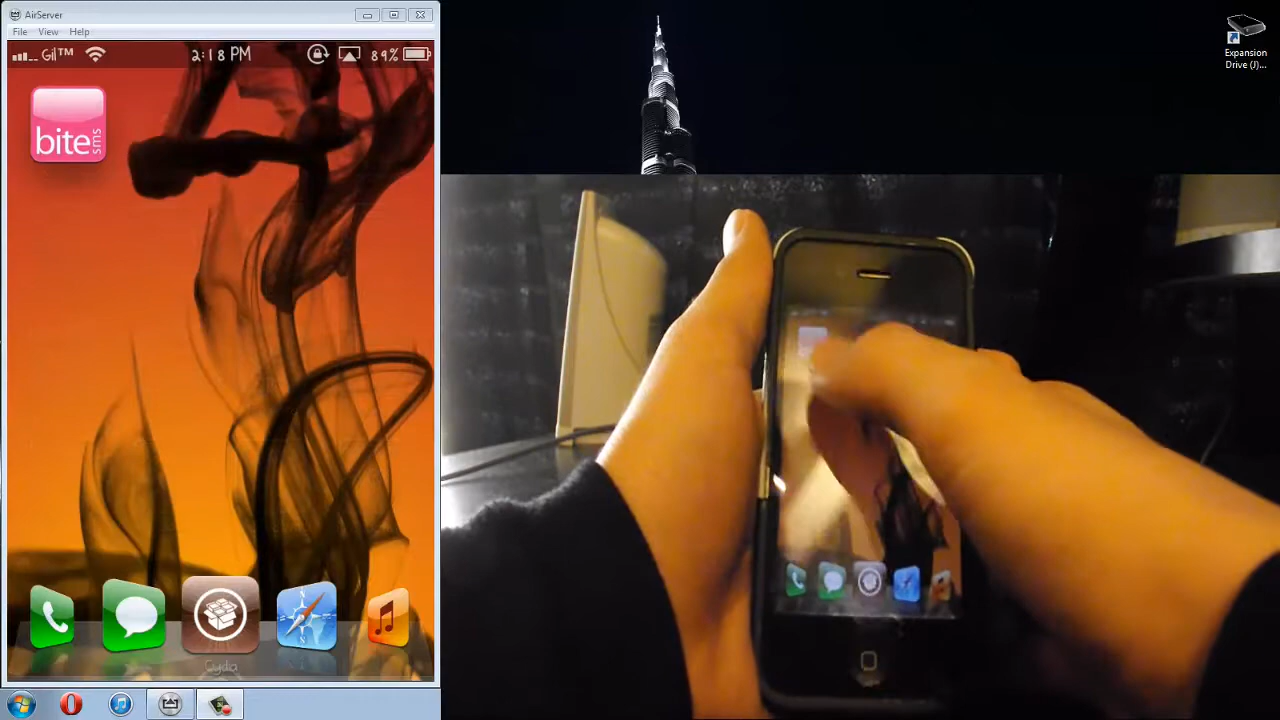 AirServer
File View Help
Gil™ 2:18 PM 89%
bite sms
Cydia
Expansion
Drive (J)...